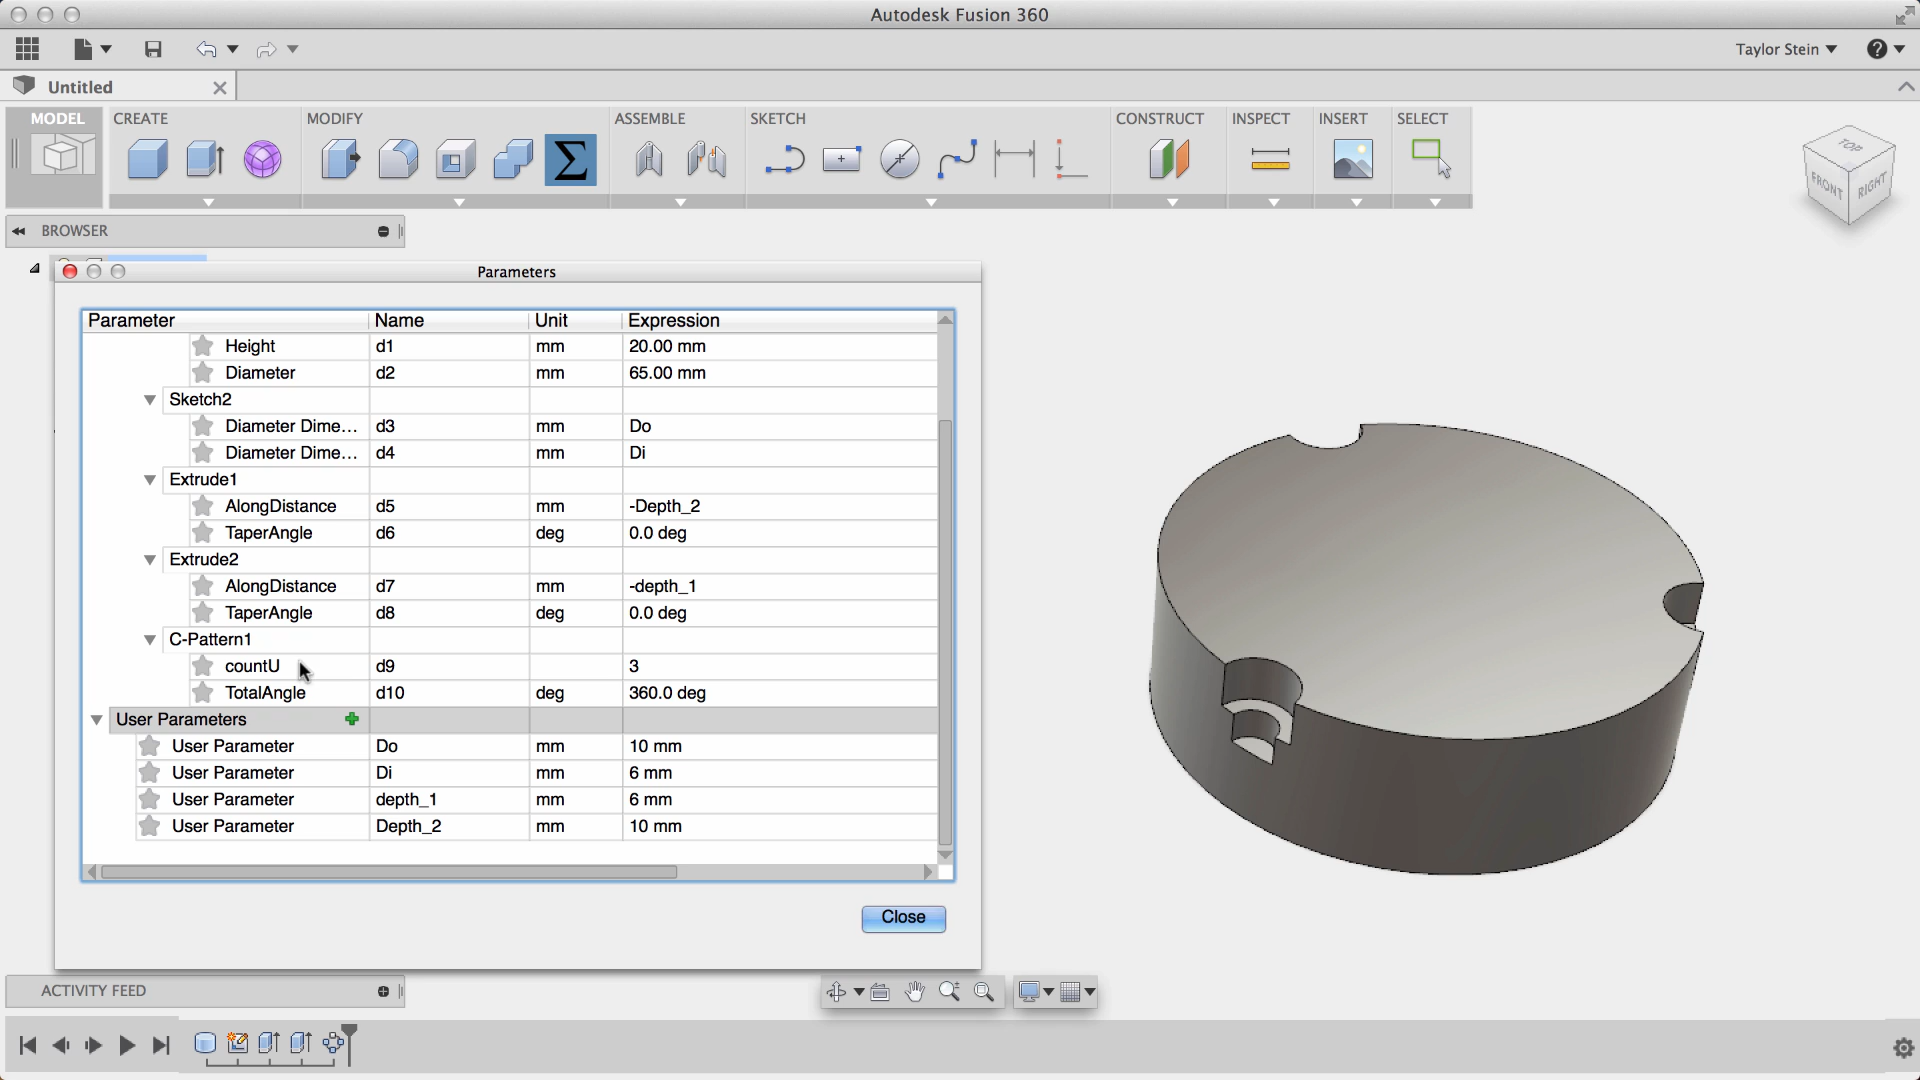 Autodesk Fusion 360
Taylor Stein
?
Untitled
MODEL
CREATE
MODIFY
ASSEMBLE
SKETCH
CONSTRUCT
INSPECT
INSERT
SELECT
Σ
TOP
FRONT
RIGHT
BROWSER
Parameters
Parameter Name Unit Expression
Height d1 mm 20.00 mm
Diameter d2 mm 65.00 mm
Sketch2
Diameter Dime... d3 mm Do
Diameter Dime... d4 mm Di
Extrude1
AlongDistance d5 mm -Depth_2
TaperAngle d6 deg 0.0 deg
Extrude2
AlongDistance d7 mm -depth_1
TaperAngle d8 deg 0.0 deg
C-Pattern1
countU d9 3
TotalAngle d10 deg 360.0 deg
User Parameters
User Parameter Do mm 10 mm
User Parameter Di mm 6 mm
User Parameter depth_1 mm 6 mm
User Parameter Depth_2 mm 10 mm
Close
ACTIVITY FEED